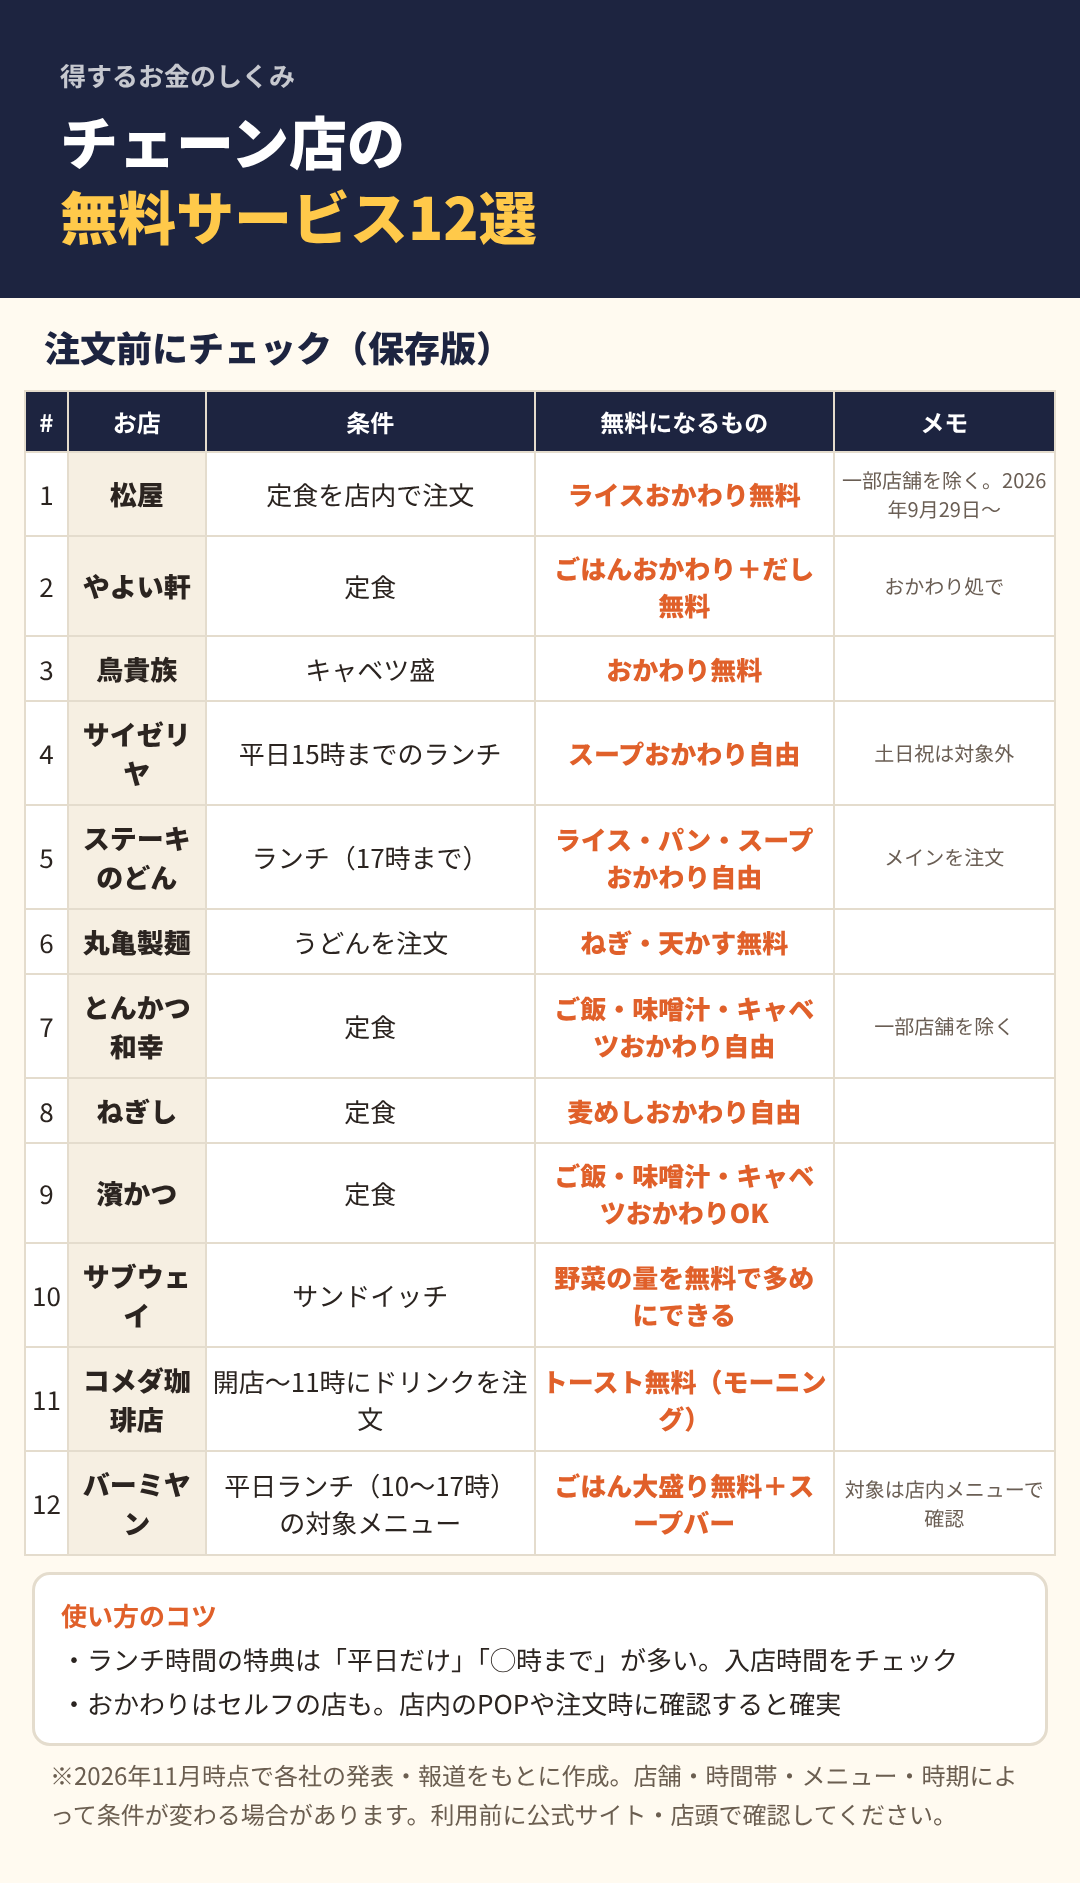 得するお金のしくみ
チェーン店の
無料サービス12選
注文前にチェック（保存版）
# お店 条件 無料になるもの メモ
1 松屋 定食を店内で注文 ライスおかわり無料 一部店舗を除く。2026
年9月29日〜
2 やよい軒 定食 ごはんおかわり＋だし
無料 おかわり処で
3 鳥貴族 キャベツ盛 おかわり無料
4 サイゼリ
ヤ 平日15時までのランチ スープおかわり自由 土日祝は対象外
5 ステーキ
のどん ランチ（17時まで） ライス・パン・スープ
おかわり自由 メインを注文
6 丸亀製麺 うどんを注文 ねぎ・天かす無料
7 とんかつ
和幸 定食 ご飯・味噌汁・キャベ
ツおかわり自由 一部店舗を除く
8 ねぎし 定食 麦めしおかわり自由
9 濱かつ 定食 ご飯・味噌汁・キャベ
ツおかわりOK
10 サブウェ
イ サンドイッチ 野菜の量を無料で多め
にできる
11 コメダ珈
琲店 開店〜11時にドリンクを注
文 トースト無料（モーニン
グ）
12 バーミヤ
ン 平日ランチ（10〜17時）
の対象メニュー ごはん大盛り無料＋ス
ープバー 対象は店内メニューで
確認
使い方のコツ
・ランチ時間の特典は「平日だけ」「◯時まで」が多い。入店時間をチェック
・おかわりはセルフの店も。店内のPOPや注文時に確認すると確実
※2026年11月時点で各社の発表・報道をもとに作成。店舗・時間帯・メニュー・時期によ
って条件が変わる場合があります。利用前に公式サイト・店頭で確認してください。